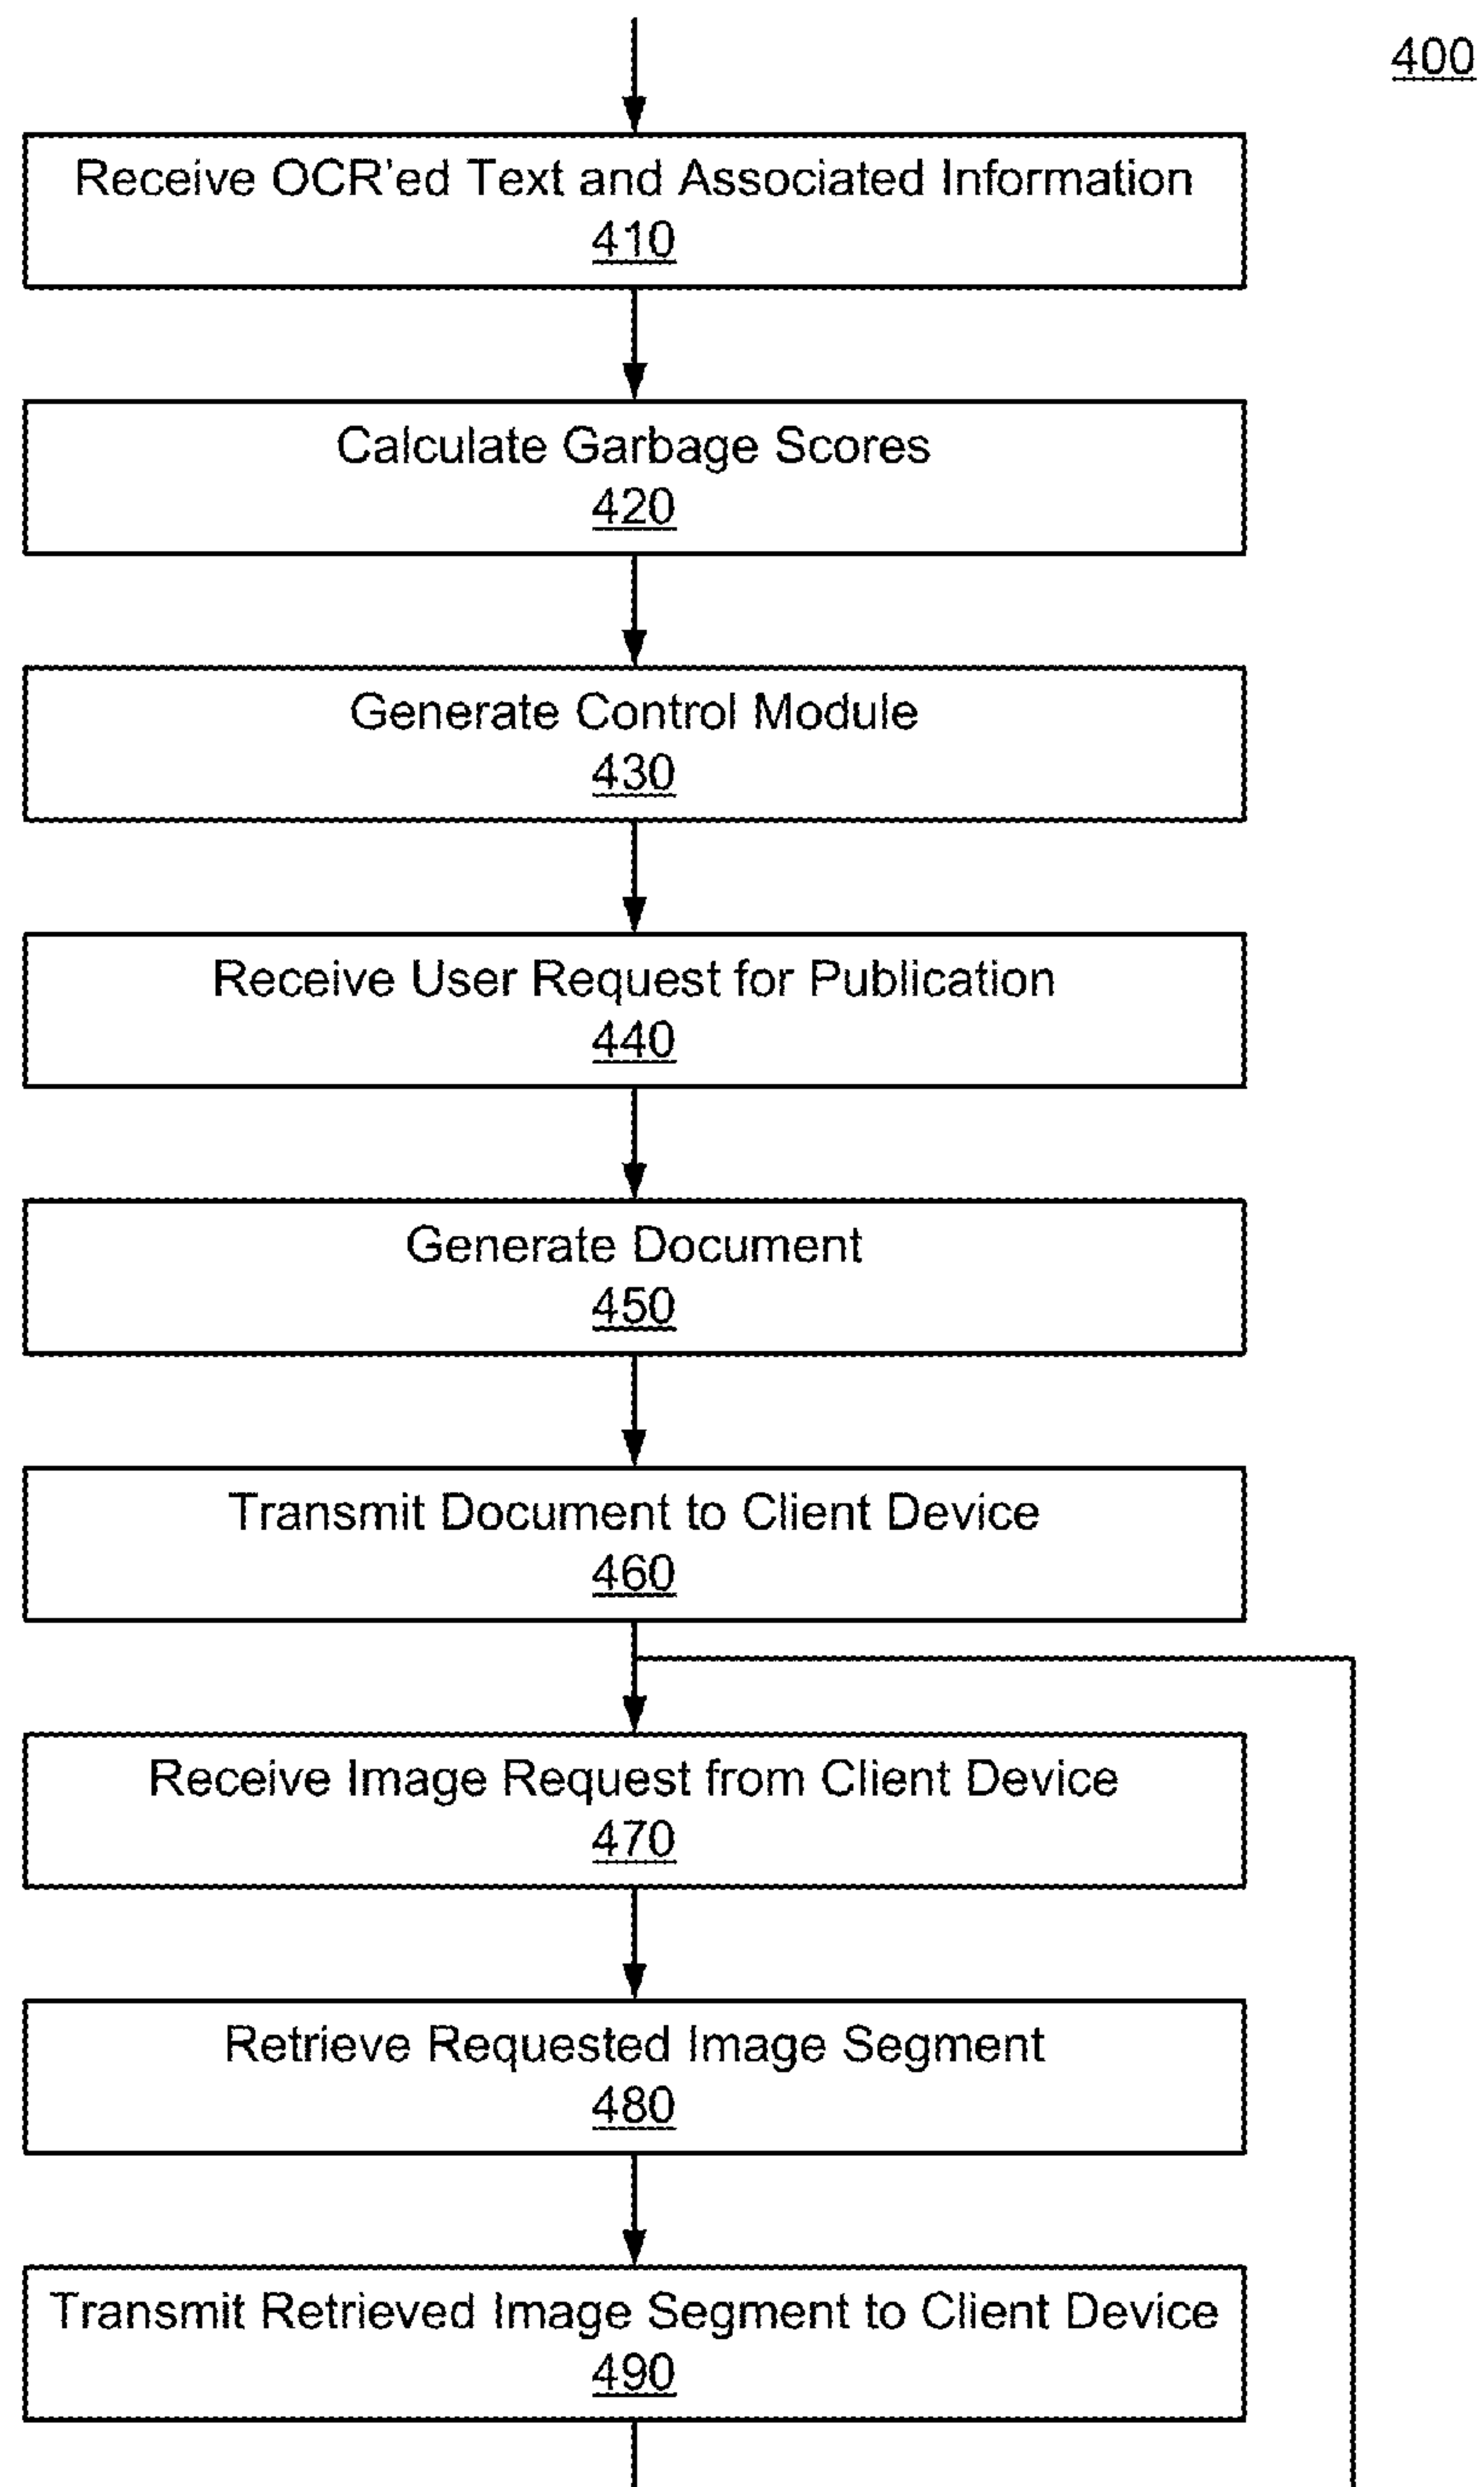 400
Receive OCR'ed Text and Associated Information
410
Calculate Garbage Scores
420
Generate Control Module
430
Receive User Request for Publication
440
Generate Document
450
Transmit Document to Client Device
460
Receive Image Request from Client Device
470
Retrieve Requested Image Segment
480
Transmit Retrieved Image Segment to Client Device
490